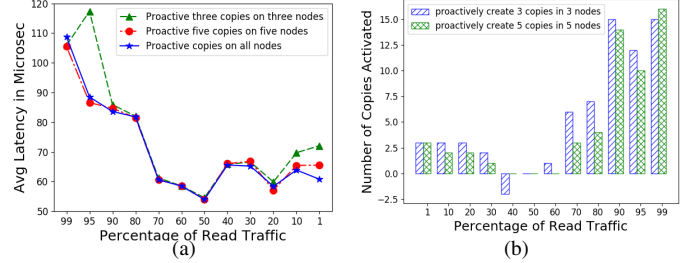 120
110
100
90
80
70
60
50
Avg Latency in Microsec
Proactive three copies on three nodes
Proactive five copies on five nodes
Proactive copies on all nodes
99 95 90 80 70 60 50 40 30 20 10 1
Percentage of Read Traffic
(a)
15.0
12.5
10.0
7.5
5.0
2.5
0.0
−2.5
Number of Copies Activated
proactively create 3 copies in 3 nodes
proactively create 5 copies in 5 nodes
1 10 20 30 40 50 60 70 80 90 95 99
Percentage of Read Traffic
(b)